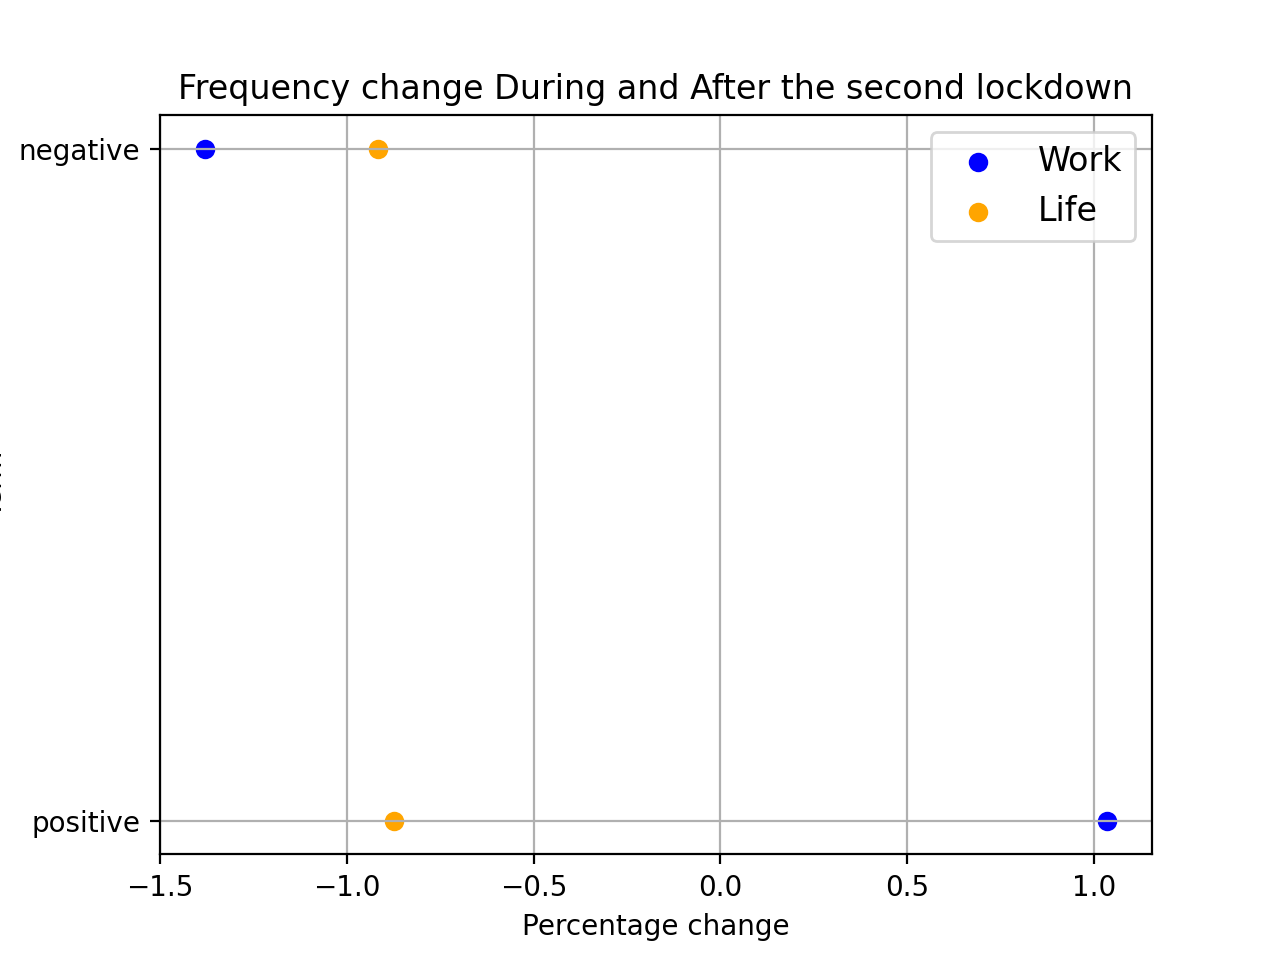 Frequency change During and After the second lockdown
negative
positive
Work
Life
−1.5 −1.0 −0.5 0.0 0.5 1.0
Percentage change